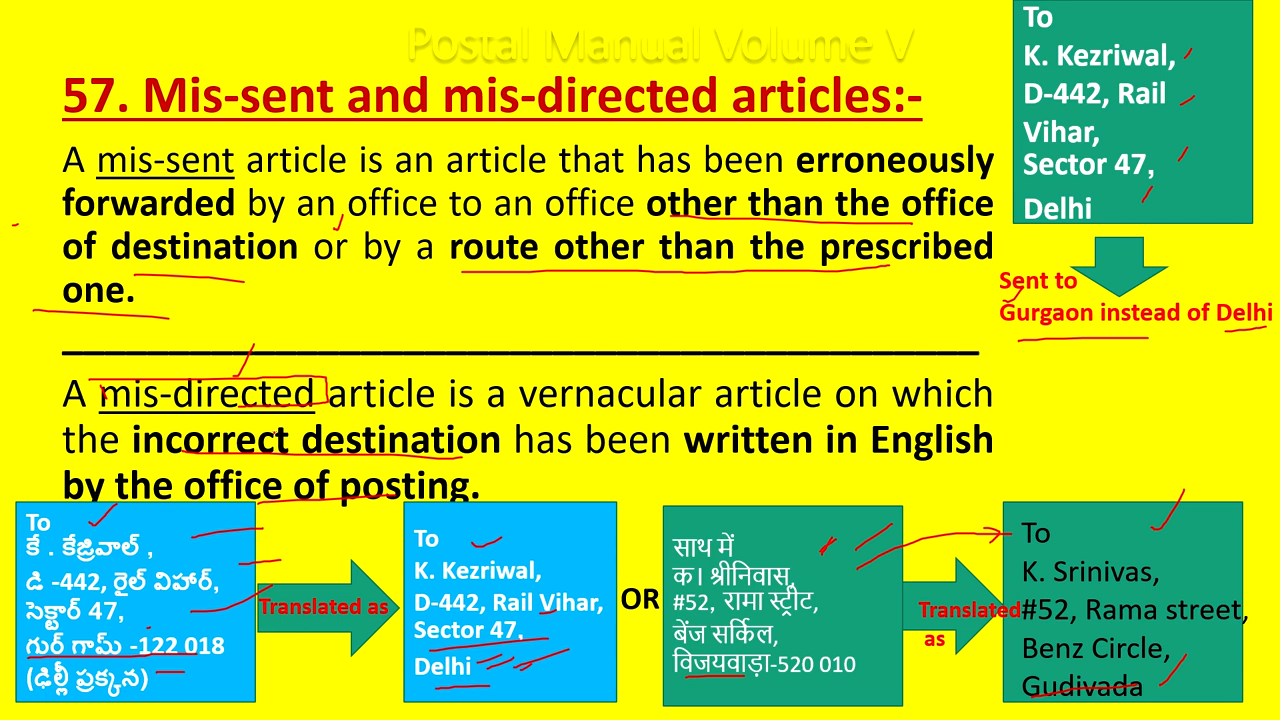 Postal Manual Volume V
57. Mis-sent and mis-directed articles:-
A mis-sent article is an article that has been erroneously
forwarded by an office to an office other than the office
of destination or by a route other than the prescribed
one.
A mis-directed article is a vernacular article on which
the incorrect destination has been written in English
by the office of posting.
To
K. Kezriwal,
D-442, Rail
Vihar,
Sector 47,
Delhi
Sent to
Gurgaon instead of Delhi
To
కే . కేజ్రివాల్ ,
డి -442, రైల్ విహార్,
సెక్టార్ 47,
గుర్ గామ్ -122 018
(ఢిల్లీ ప్రక్కన)
Translated as
To
K. Kezriwal,
D-442, Rail Vihar,
Sector 47,
Delhi
OR
साथ में
क। श्रीनिवास,
#52, रामा स्ट्रीट,
बेंज सर्किल,
विजयवाड़ा-520 010
Translated
as
To
K. Srinivas,
#52, Rama street,
Benz Circle,
Gudivada